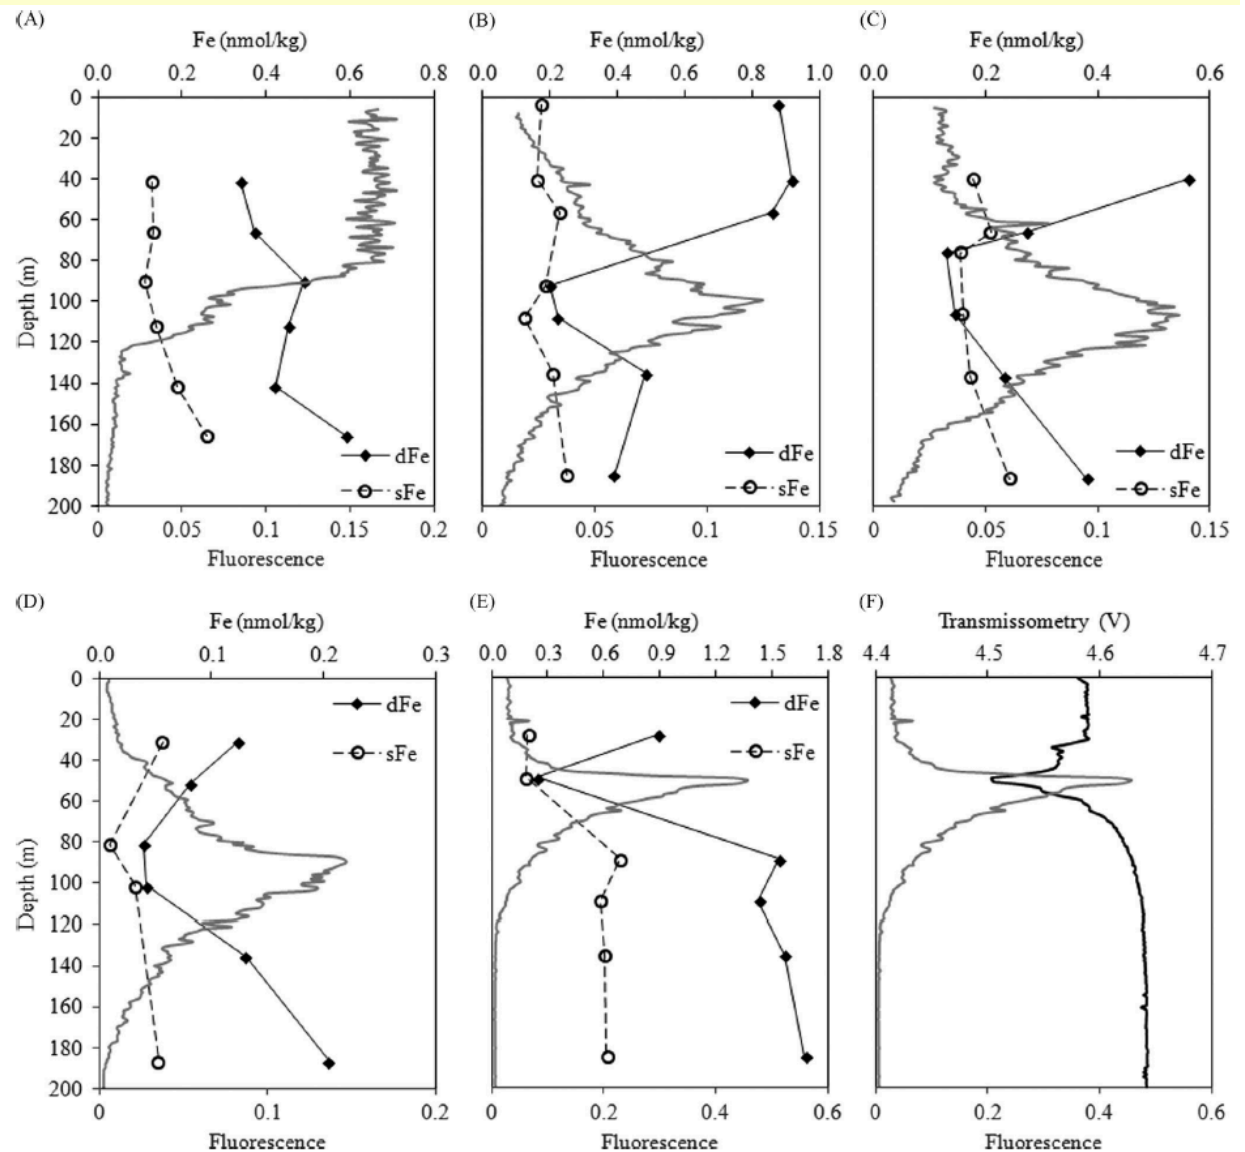 (A)
Fe (nmol/kg)
0.0 0.2 0.4 0.6 0.8
0
20
40
60
80
100
120
140
160
180
200
Depth (m)
dFe
sFe
0 0.05 0.1 0.15 0.2
Fluorescence
(B)
Fe (nmol/kg)
0.0 0.2 0.4 0.6 0.8 1.0
dFe
sFe
0 0.05 0.1 0.15
Fluorescence
(C)
Fe (nmol/kg)
0.0 0.2 0.4 0.6
dFe
sFe
0 0.05 0.1 0.15
Fluorescence
(D)
Fe (nmol/kg)
0.0 0.1 0.2 0.3
0
20
40
60
80
100
120
140
160
180
200
Depth (m)
dFe
sFe
0 0.1 0.2
Fluorescence
(E)
Fe (nmol/kg)
0.0 0.3 0.6 0.9 1.2 1.5 1.8
dFe
sFe
0 0.2 0.4 0.6
Fluorescence
(F)
Transmissometry (V)
4.4 4.5 4.6 4.7
0 0.2 0.4 0.6
Fluorescence